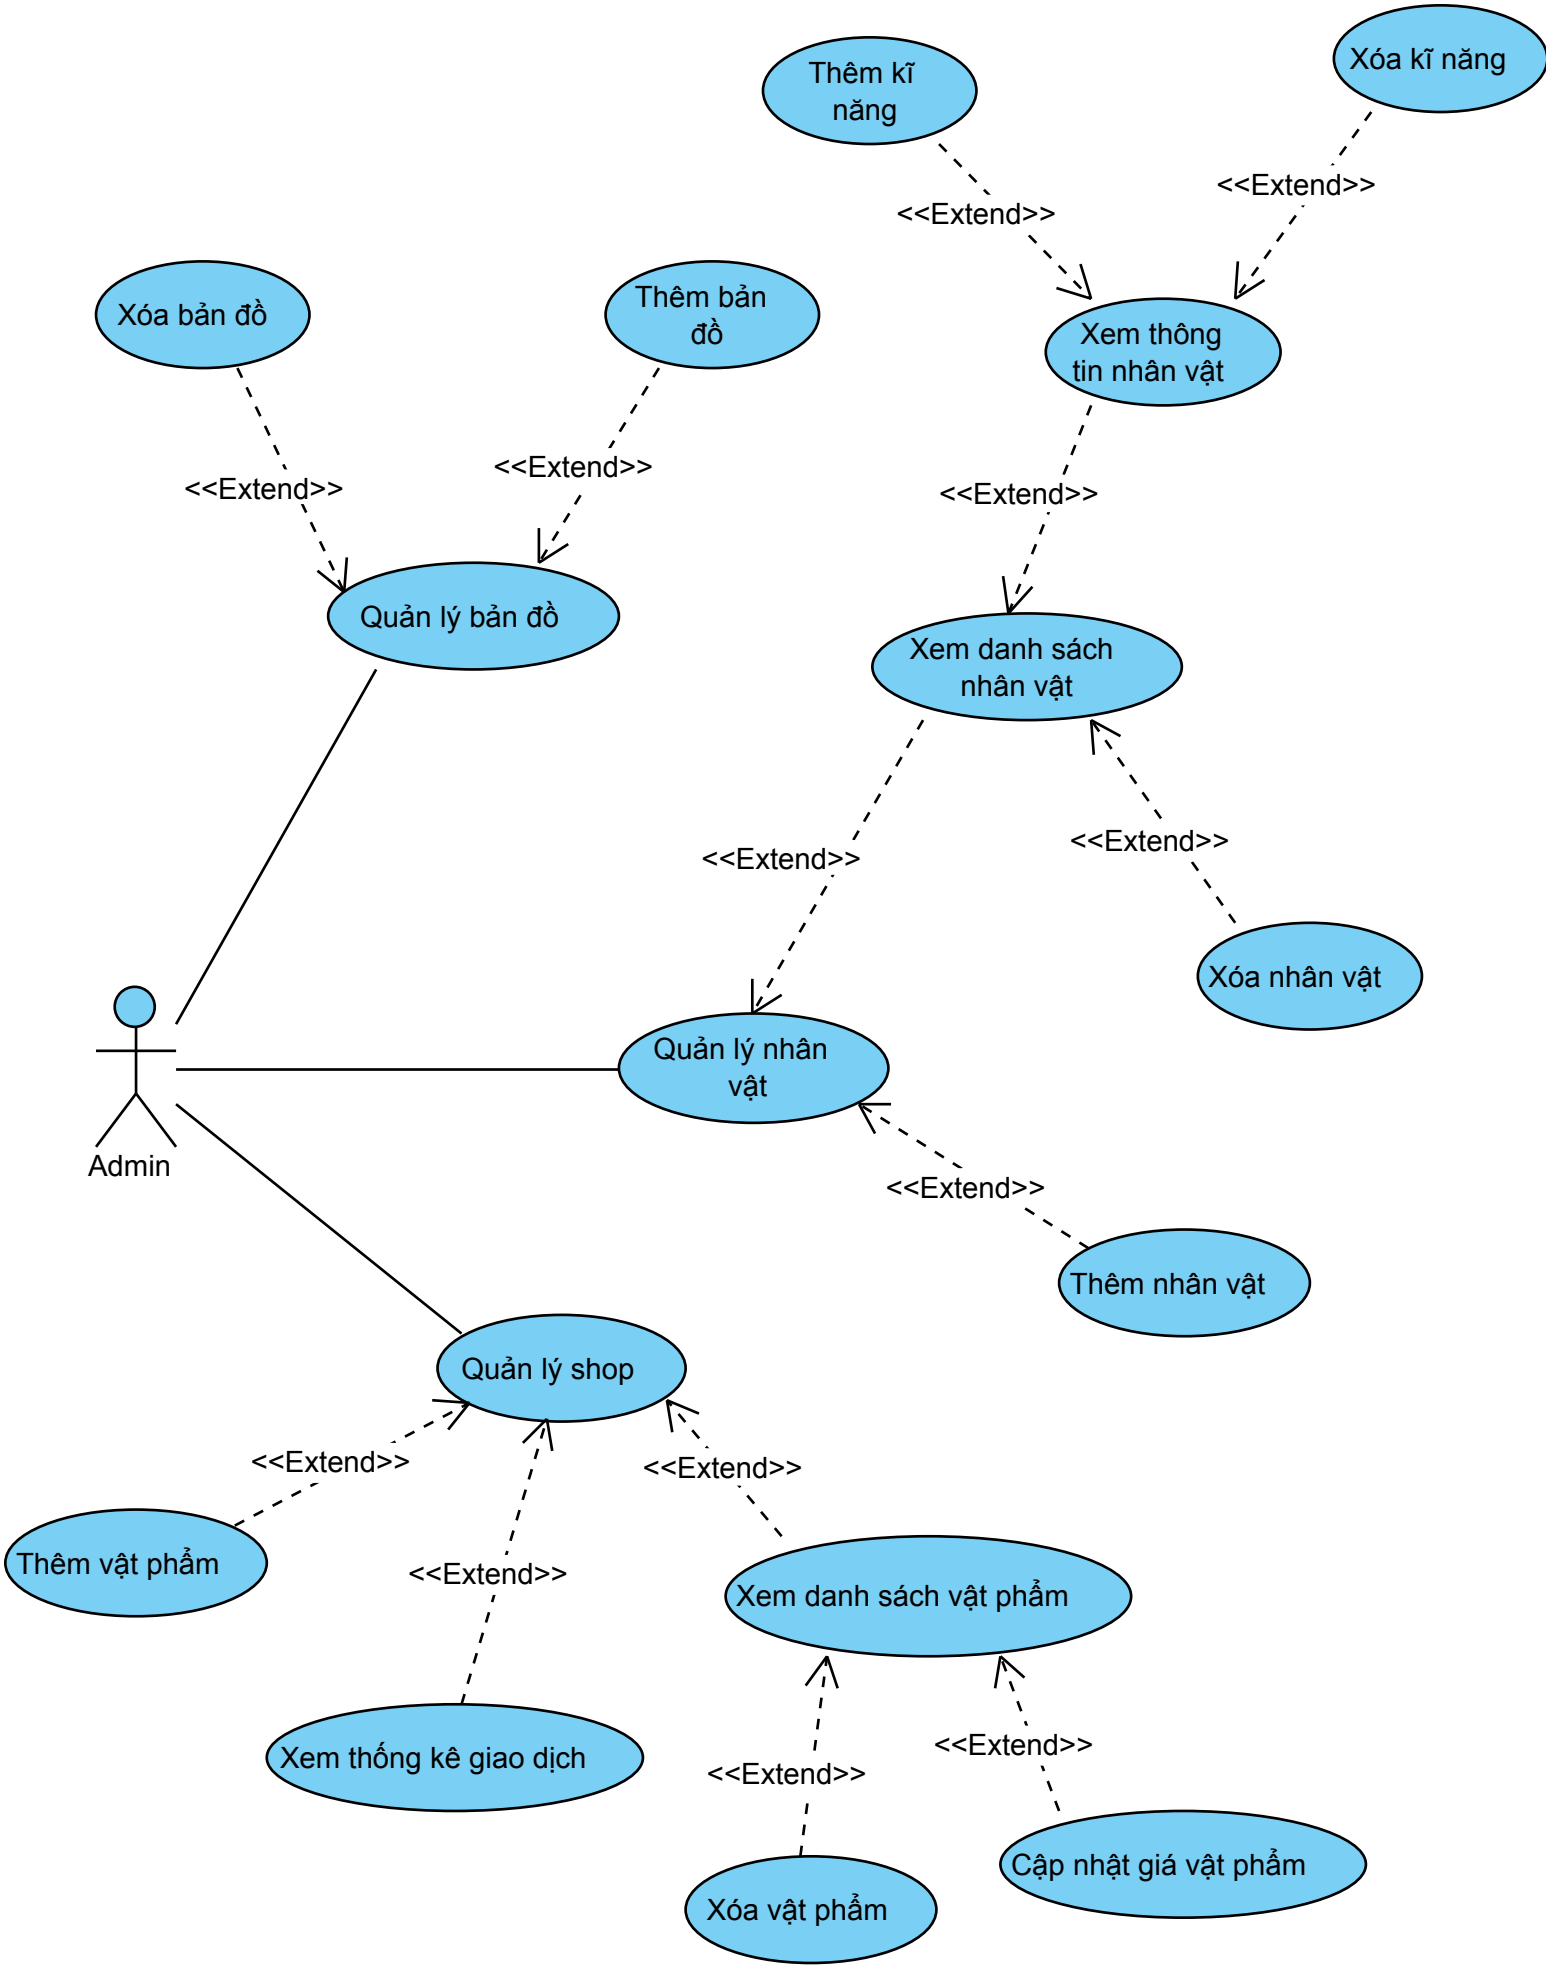 Thêm kĩ
năng
Xóa kĩ năng
<<Extend>>
<<Extend>>
Xóa bản đồ
Thêm bản
đồ
Xem thông
tin nhân vật
<<Extend>>
<<Extend>>
<<Extend>>
Quản lý bản đồ
Xem danh sách
nhân vật
<<Extend>>
<<Extend>>
Xóa nhân vật
Quản lý nhân
vật
Admin
<<Extend>>
Thêm nhân vật
Quản lý shop
<<Extend>>
<<Extend>>
Thêm vật phẩm
<<Extend>>
Xem danh sách vật phẩm
Xem thống kê giao dịch
<<Extend>>
<<Extend>>
Cập nhật giá vật phẩm
Xóa vật phẩm